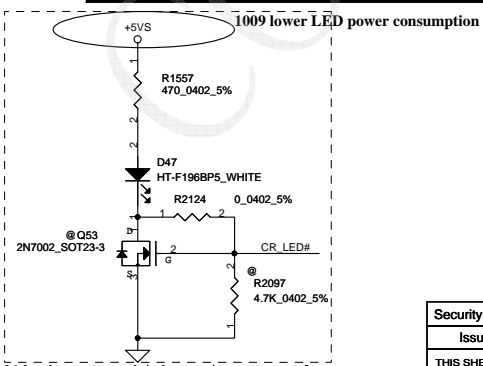 1009 lower LED power consumption
+5VS
1
R1557
470_0402_5%
2
2
D47
HT-F196BP5_WHITE
1
R2124 0_0402_5%
1 2
D
1
@Q53
2N7002_SOT23-3
2
G
CR_LED#
S
3
2
@
R2097
4.7K_0402_5%
1
Security
Issu
THIS SHE